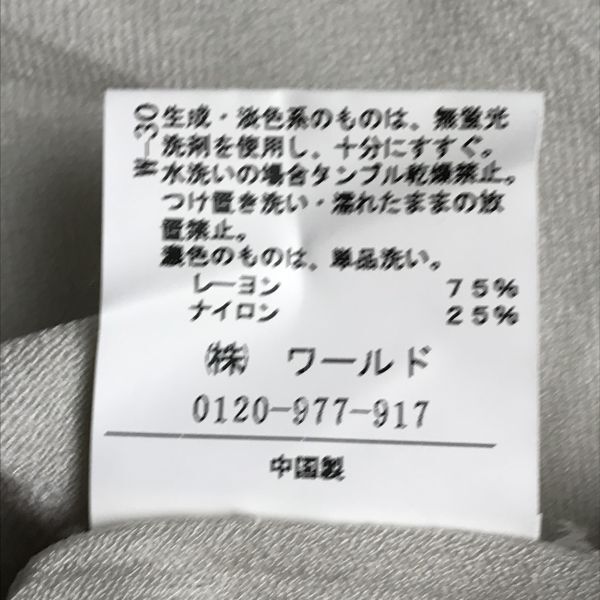 W-30
生成・淡色系のものは、無蛍光
洗剤を使用し、十分にすすぐ。
水洗いの場合タンブル乾燥禁止。
つけ置き洗い・濡れたままの放
置禁止。
濃色のものは、単品洗い。
レーヨン 75%
ナイロン 25%
㈱ ワールド
0120-977-917
中国製